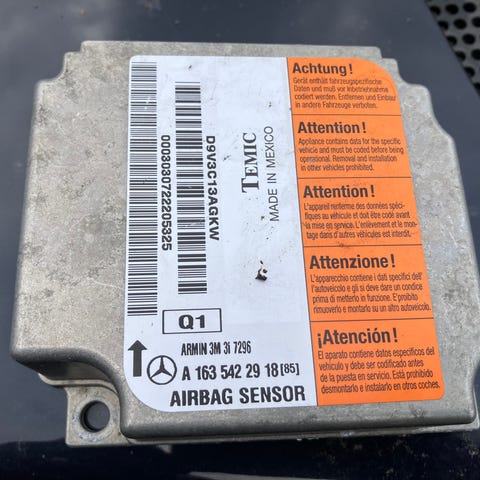 00080307Z2205S25
D9V3C13AGKW
TEMIC
MADE IN MEXICO
Q1
ARMIN 3M 3i 7296
A 163 542 29 18 [85]
AIRBAG SENSOR
Achtung!
Gerät enthält fahrzeugspezifische
Daten und muß vor Inbetriebnahme
codiert werden. Entfernen und Einbau
in andere Fahrzeuge verboten.
Attention!
Appliance contains data for the specific
vehicle and must be coded before being
operational. Removal and installation
in other vehicles prohibited.
Attention!
L'appareil renferme des données spéci-
fiques au véhicule et doit être codé avant
la mise en service. L'enlèvement et le mon-
tage dans d'autres véhicules est interdit.
Attenzione!
L'apparecchio contiene i dati specifici dell'
autoveicolo e gli si deve dare un condice
prima di metterlo in funzione. E'proibito
rimuoverlo e montarlo su un altro autoveicolo.
¡Atención!
El aparato contiene datos específicos del
vehículo y debe ser codificado antes
de la puesta en servicio. Está prohibido
desmontarlo e instalarlo en otros coches.